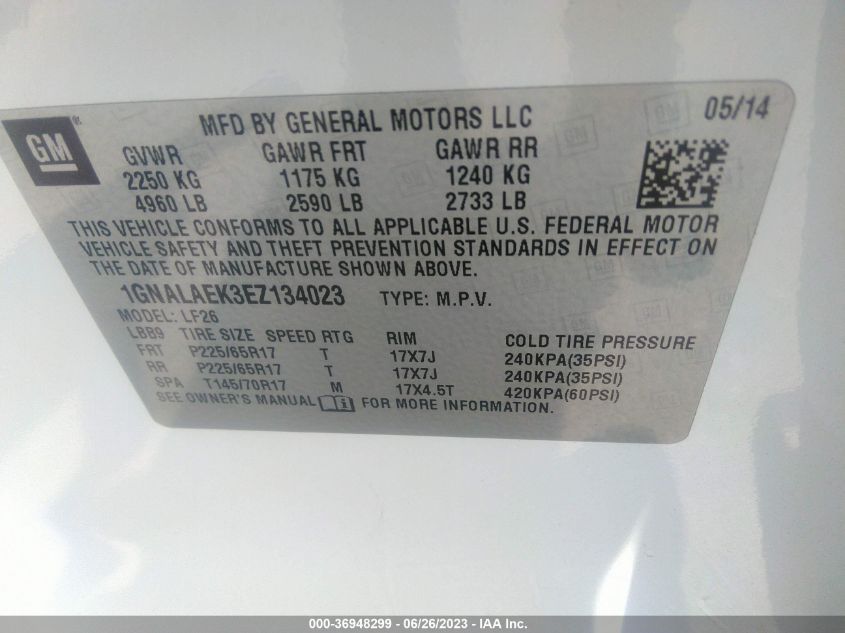 GM
MFD BY GENERAL MOTORS LLC
05/14
GVWR GAWR FRT GAWR RR
2250 KG 1175 KG 1240 KG
4960 LB 2590 LB 2733 LB
THIS VEHICLE CONFORMS TO ALL APPLICABLE U.S. FEDERAL MOTOR
VEHICLE SAFETY AND THEFT PREVENTION STANDARDS IN EFFECT ON
THE DATE OF MANUFACTURE SHOWN ABOVE.
1GNALAEK3EZ134023 TYPE: M.P.V.
MODEL: LF26
LBB9 TIRE SIZE SPEED RTG RIM COLD TIRE PRESSURE
FRT P225/65R17 T 17X7J 240KPA(35PSI)
RR P225/65R17 T 17X7J 240KPA(35PSI)
SPA T145/70R17 M 17X4.5T 420KPA(60PSI)
SEE OWNER'S MANUAL FOR MORE INFORMATION.
000-36948299 - 06/26/2023 - IAA Inc.